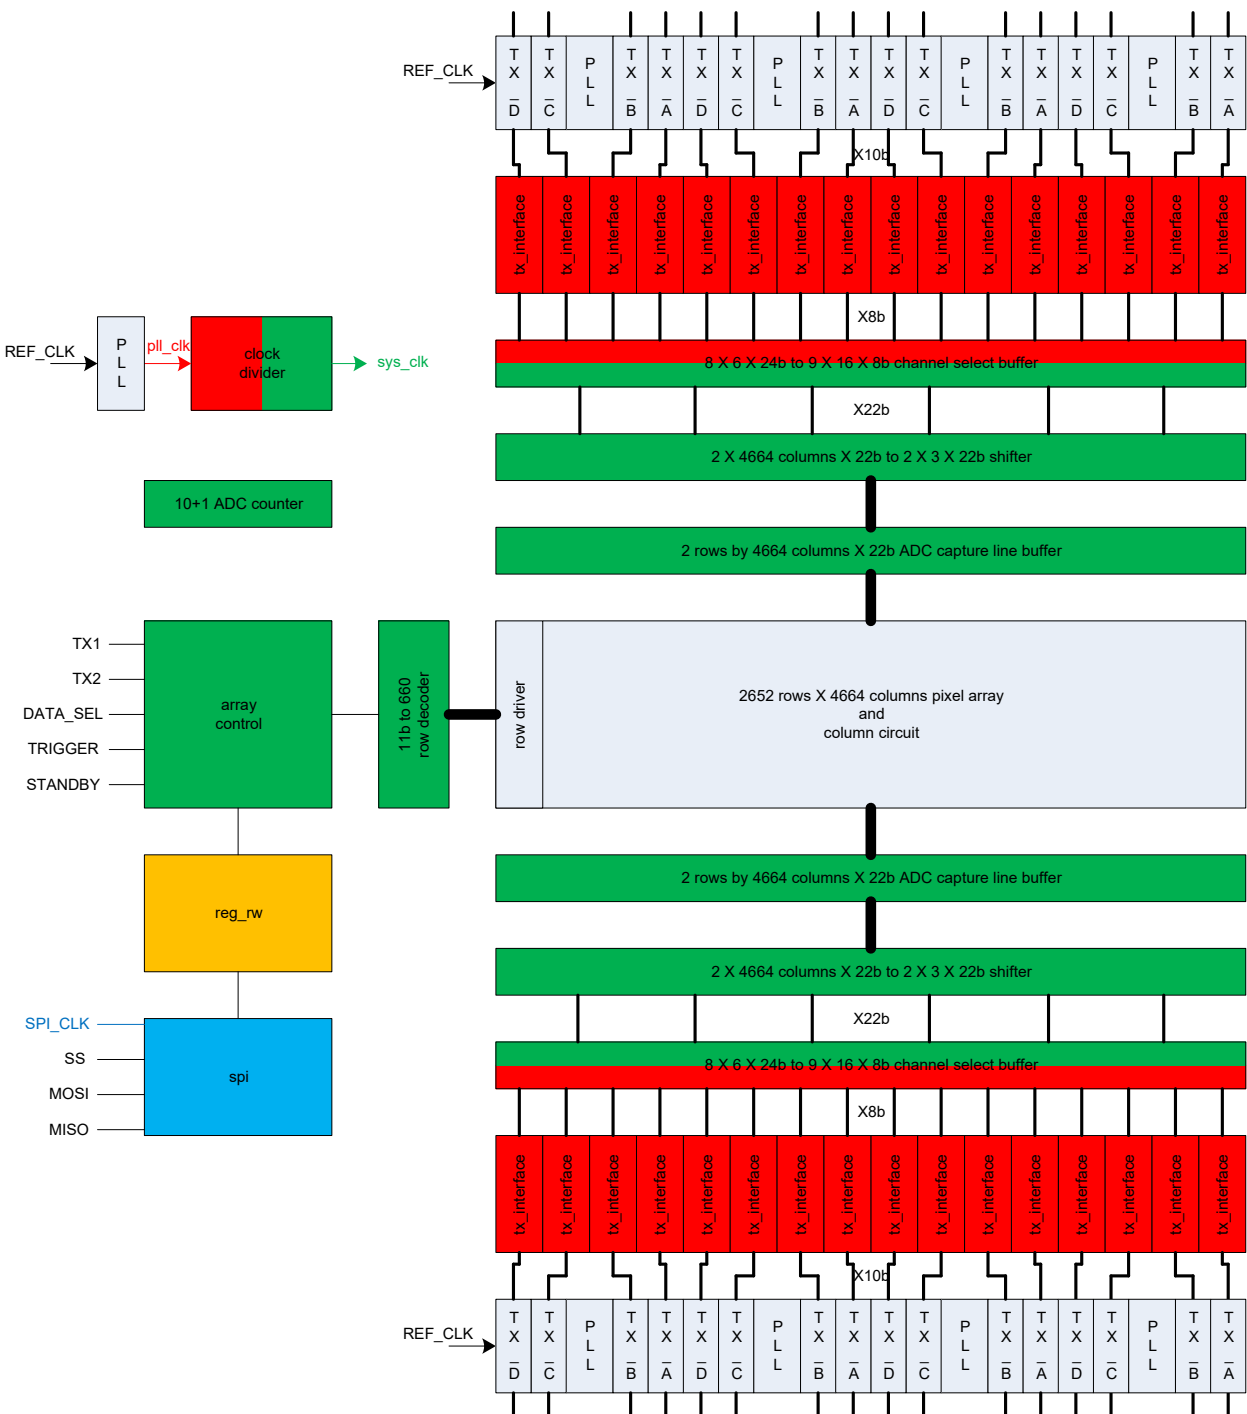 REF_CLK
TX_D TX_C PLL TX_B TX_A TX_D TX_C PLL TX_B TX_A TX_D TX_C PLL TX_B TX_A TX_D TX_C PLL TX_B TX_A
X10b
tx_interface tx_interface tx_interface tx_interface tx_interface tx_interface tx_interface tx_interface tx_interface tx_interface tx_interface tx_interface tx_interface tx_interface tx_interface tx_interface
X8b
REF_CLK
PLL
pll_clk
clock
divider
sys_clk
8 X 6 X 24b to 9 X 16 X 8b channel select buffer
X22b
2 X 4664 columns X 22b to 2 X 3 X 22b shifter
10+1 ADC counter
2 rows by 4664 columns X 22b ADC capture line buffer
TX1
TX2
DATA_SEL
TRIGGER
STANDBY
array
control
11b to 660
row decoder
row driver
2652 rows X 4664 columns pixel array
and
column circuit
2 rows by 4664 columns X 22b ADC capture line buffer
reg_rw
2 X 4664 columns X 22b to 2 X 3 X 22b shifter
X22b
SPI_CLK
SS
MOSI
MISO
spi
8 X 6 X 24b to 9 X 16 X 8b channel select buffer
X8b
tx_interface tx_interface tx_interface tx_interface tx_interface tx_interface tx_interface tx_interface tx_interface tx_interface tx_interface tx_interface tx_interface tx_interface tx_interface tx_interface
X10b
REF_CLK
TX_D TX_C PLL TX_B TX_A TX_D TX_C PLL TX_B TX_A TX_D TX_C PLL TX_B TX_A TX_D TX_C PLL TX_B TX_A